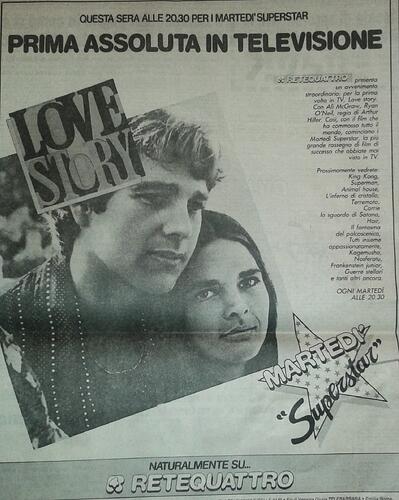 QUESTA SERA ALLE 20.30 PER I MARTEDI' SUPERSTAR
PRIMA ASSOLUTA IN TELEVISIONE
LOVE
STORY
RETEQUATTRO presenta
un avvenimento
straordinario: per la prima
volta in TV, Love story.
Con Ali McGraw, Ryan
O'Neil, regia di Arthur
Hiller. Così, con il film che
ha commosso tutto il
mondo, cominciano i
Martedì Superstar, la più
grande rassegna di film di
successo che abbiate mai
visto in TV.
Prossimamente vedrete:
King Kong,
Superman,
Animal house,
L'inferno di cristallo,
Terremoto,
Carrie
lo sguardo di Satana,
Hair,
Il fantasma
del palcoscenico,
Tutti insieme
appassionatamente,
Kagemusha,
Nosferatu,
Frankenstein junior,
Guerre stellari
e tanti altri ancora.
OGNI MARTEDÌ
ALLE 20.30
MARTEDI'
"Superstar"
NATURALMENTE SU...
RETEQUATTRO